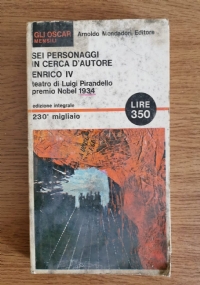 GLI OSCAR
MENSILI
Arnoldo Mondadori Editore
SEI PERSONAGGI
IN CERCA D'AUTORE
ENRICO IV
teatro di Luigi Pirandello
premio Nobel 1934
edizione integrale
230° migliaio
LIRE
350